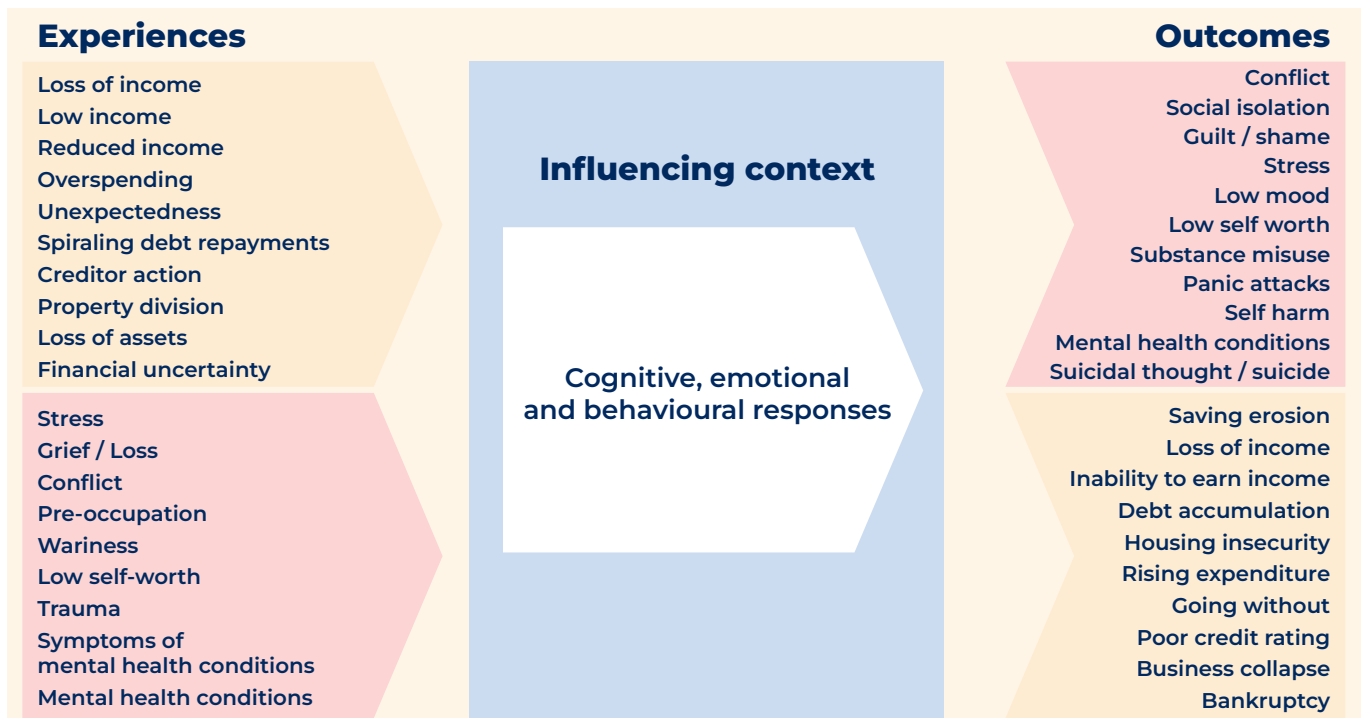 Experiences
Loss of income
Low income
Reduced income
Overspending
Unexpectedness
Spiraling debt repayments
Creditor action
Property division
Loss of assets
Financial uncertainty
Stress
Grief / Loss
Conflict
Pre-occupation
Wariness
Low self-worth
Trauma
Symptoms of
mental health conditions
Mental health conditions
Influencing context
Cognitive, emotional
and behavioural responses
Outcomes
Conflict
Social isolation
Guilt / shame
Stress
Low mood
Low self worth
Substance misuse
Panic attacks
Self harm
Mental health conditions
Suicidal thought / suicide
Saving erosion
Loss of income
Inability to earn income
Debt accumulation
Housing insecurity
Rising expenditure
Going without
Poor credit rating
Business collapse
Bankruptcy